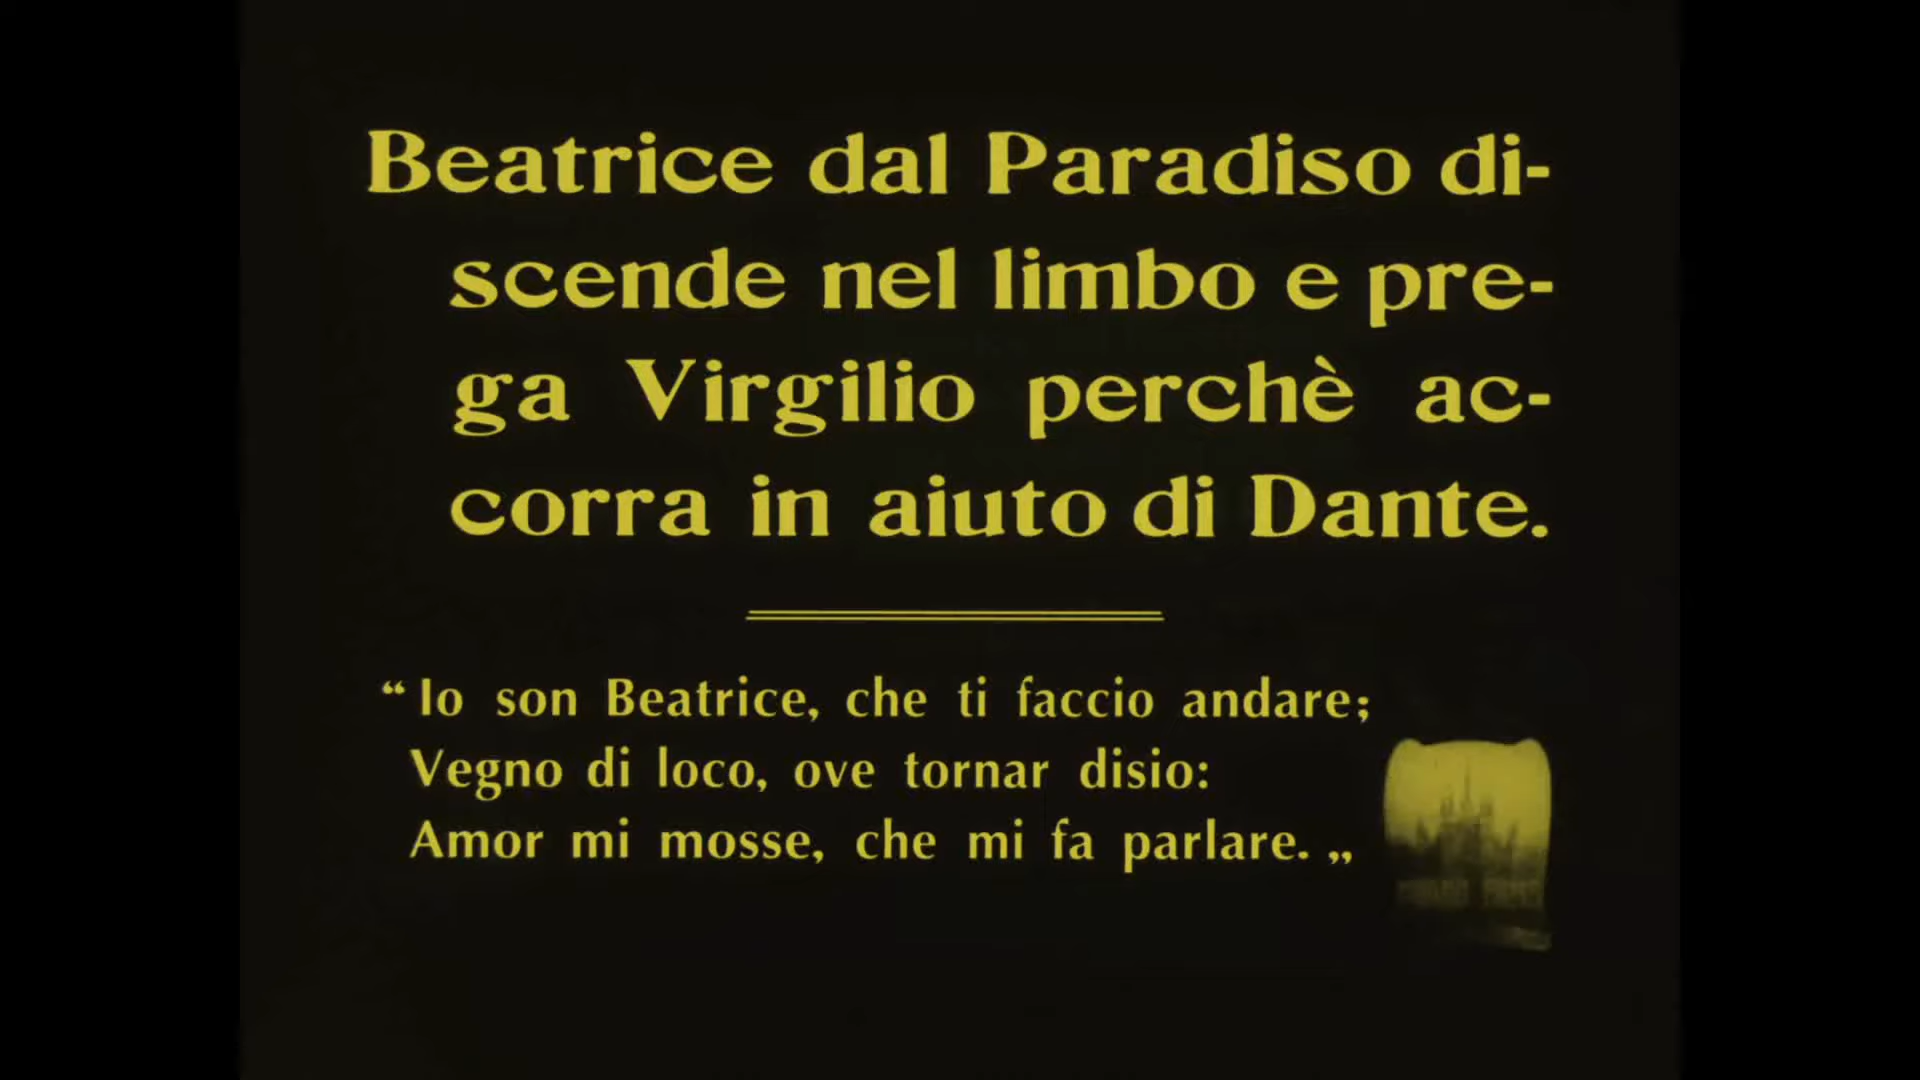 Beatrice dal Paradiso di-
scende nel limbo e pre-
ga Virgilio perchè ac-
corra in aiuto di Dante.
“ Io son Beatrice, che ti faccio andare;
Vegno di loco, ove tornar disio:
Amor mi mosse, che mi fa parlare. „